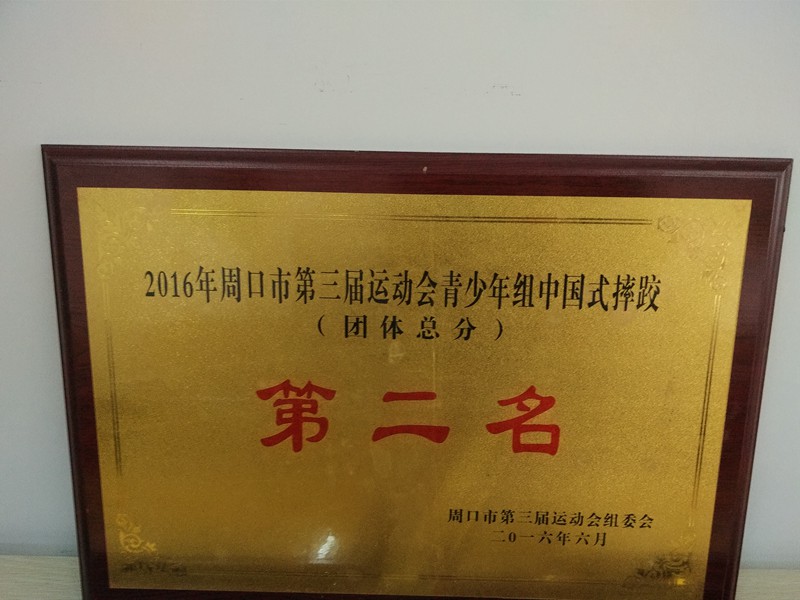 2016年周口市第三届运动会青少年组中国式摔跤
（团体总分）
第二名
周口市第三届运动会组委会
二0一六年六月